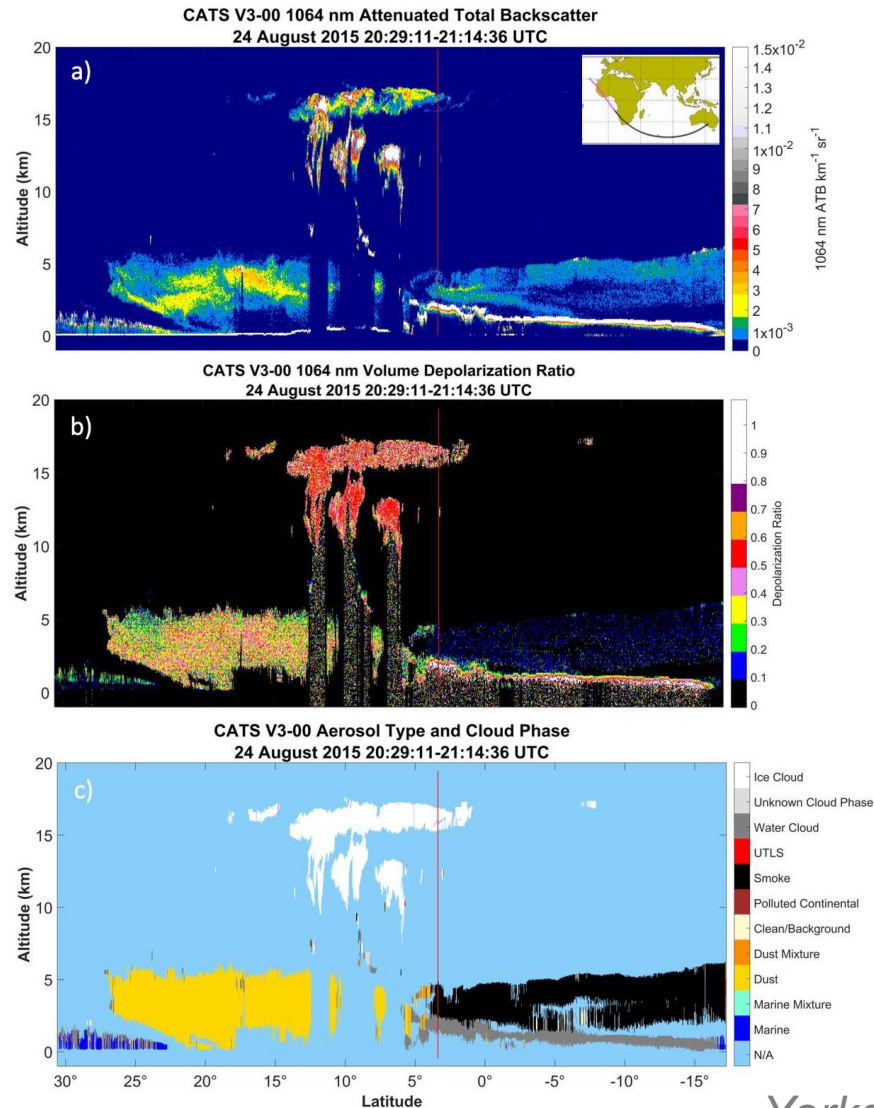 CATS V3-00 1064 nm Attenuated Total Backscatter
24 August 2015 20:29:11-21:14:36 UTC
a)
20
15
10
5
0
Altitude (km)
1.5x10⁻²
1.4
1.3
1.2
1.1
1x10⁻²
9
8
7
6
5
4
3
2
1x10⁻³
0
1064 nm ATB km⁻¹ sr⁻¹
CATS V3-00 1064 nm Volume Depolarization Ratio
24 August 2015 20:29:11-21:14:36 UTC
b)
20
15
10
5
0
Altitude (km)
1
0.9
0.8
0.7
0.6
0.5
0.4
0.3
0.2
0.1
0
Depolarization Ratio
CATS V3-00 Aerosol Type and Cloud Phase
24 August 2015 20:29:11-21:14:36 UTC
c)
20
15
10
5
0
Altitude (km)
Ice Cloud
Unknown Cloud Phase
Water Cloud
UTLS
Smoke
Polluted Continental
Clean/Background
Dust Mixture
Dust
Marine Mixture
Marine
N/A
30° 25° 20° 15° 10° 5° 0° -5° -10° -15°
Latitude